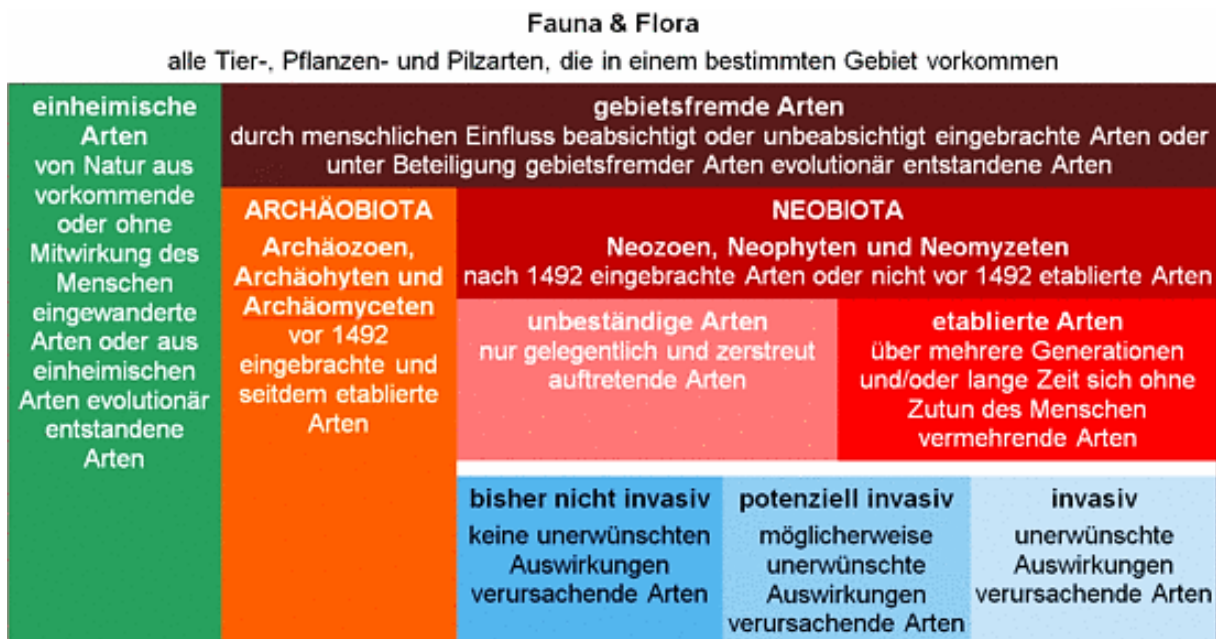 Fauna & Flora
alle Tier-, Pflanzen- und Pilzarten, die in einem bestimmten Gebiet vorkommen
einheimische
Arten
von Natur aus
vorkommende
oder ohne
Mitwirkung des
Menschen
eingewanderte
Arten oder aus
einheimischen
Arten evolutionär
entstandene
Arten
gebietsfremde Arten
durch menschlichen Einfluss beabsichtigt oder unbeabsichtigt eingebrachte Arten oder
unter Beteiligung gebietsfremder Arten evolutionär entstandene Arten
ARCHÄOBIOTA
Archäozoen,
Archäohyten und
Archäomyceten
vor 1492
eingebrachte und
seitdem etablierte
Arten
NEOBIOTA
Neozoen, Neophyten und Neomyzeten
nach 1492 eingebrachte Arten oder nicht vor 1492 etablierte Arten
unbeständige Arten
nur gelegentlich und zerstreut
auftretende Arten
etablierte Arten
über mehrere Generationen
und/oder lange Zeit sich ohne
Zutun des Menschen
vermehrende Arten
bisher nicht invasiv
keine unerwünschten
Auswirkungen
verursachende Arten
potenziell invasiv
möglicherweise
unerwünschte
Auswirkungen
verursachende Arten
invasiv
unerwünschte
Auswirkungen
verursachende Arten